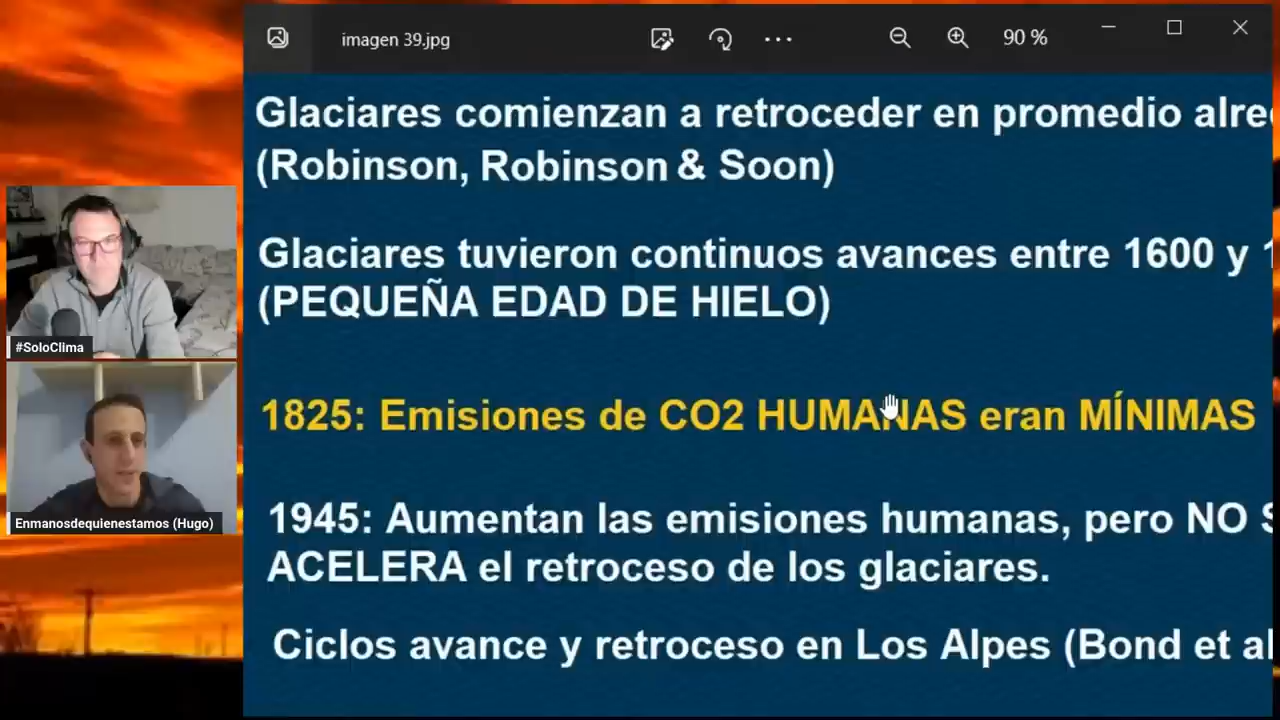 imagen 39.jpg
90 %
Glaciares comienzan a retroceder en promedio
(Robinson, Robinson & Soon)
Glaciares tuvieron continuos avances entre 1600 y
(PEQUEÑA EDAD DE HIELO)
1825: Emisiones de CO2 HUMANAS eran MÍNIMAS
1945: Aumentan las emisiones humanas, pero NO
ACELERA el retroceso de los glaciares.
Ciclos avance y retroceso en Los Alpes (Bond et
#SoloClima
Enmanosdequienestamos (Hugo)